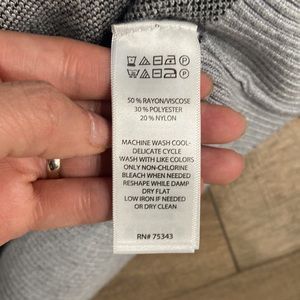 50 % RAYON/VISCOSE
30 % POLYESTER
20 % NYLON
MACHINE WASH COOL-
DELICATE CYCLE
WASH WITH LIKE COLORS
ONLY NON-CHLORINE
BLEACH WHEN NEEDED
RESHAPE WHILE DAMP
DRY FLAT
LOW IRON IF NEEDED
OR DRY CLEAN
RN# 75343